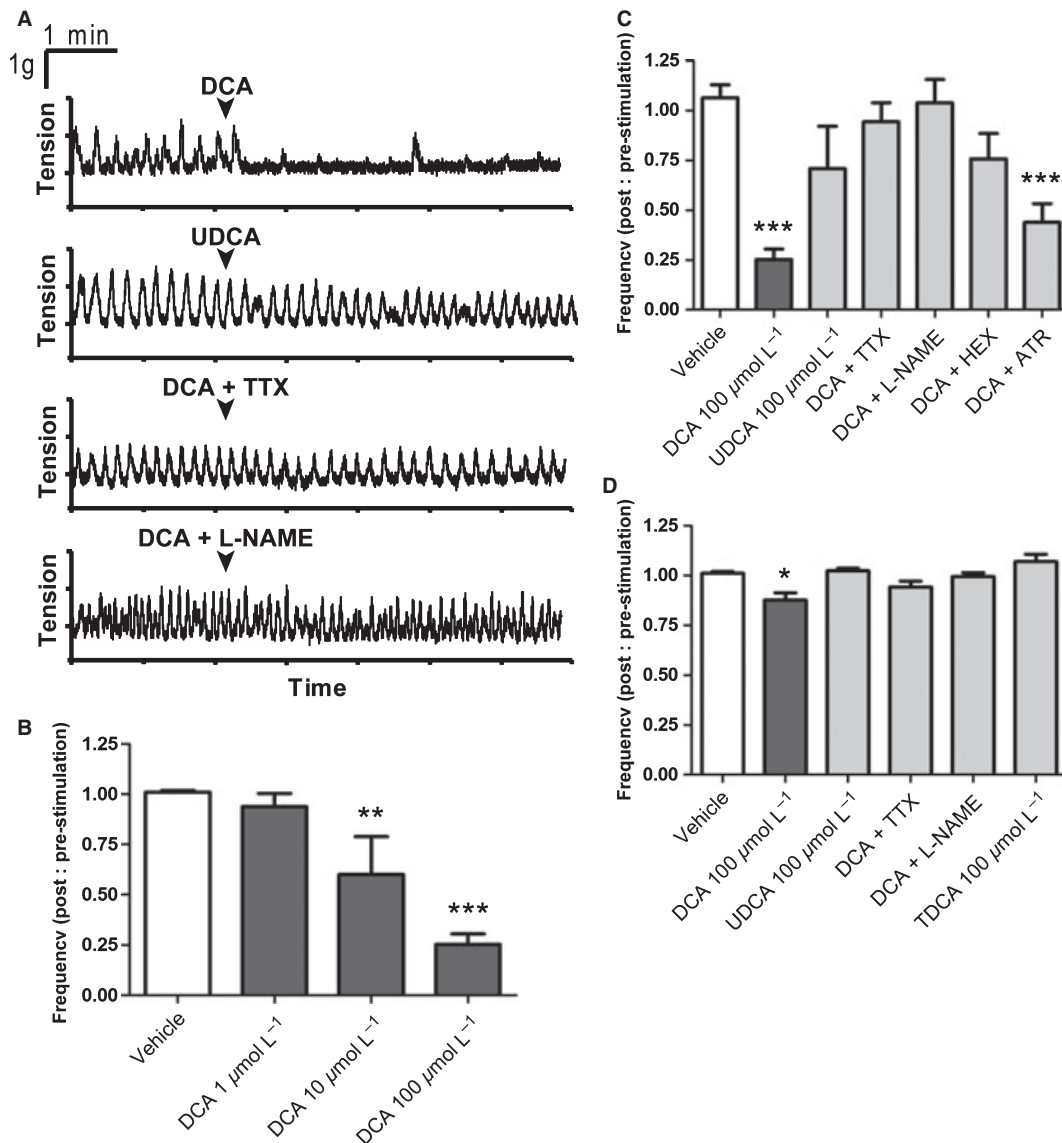 A
1 min
1g
DCA
Tension
UDCA
Tension
DCA + TTX
Tension
DCA + L-NAME
Tension
Time
B
Frequencv (post : pre-stimulation)
1.25
1.00
0.75
0.50
0.25
0.00
**
***
Vehicle
DCA 1 µmol L⁻¹
DCA 10 µmol L⁻¹
DCA 100 µmol L⁻¹
C
Frequencv (post : pre-stimulation)
1.25
1.00
0.75
0.50
0.25
0.00
***
***
Vehicle
DCA 100 µmol L⁻¹
UDCA 100 µmol L⁻¹
DCA + TTX
DCA + L-NAME
DCA + HEX
DCA + ATR
D
Frequencv (post : pre-stimulation)
1.25
1.00
0.75
0.50
0.25
0.00
*
Vehicle
DCA 100 µmol L⁻¹
UDCA 100 µmol L⁻¹
DCA + TTX
DCA + L-NAME
TDCA 100 µmol L⁻¹